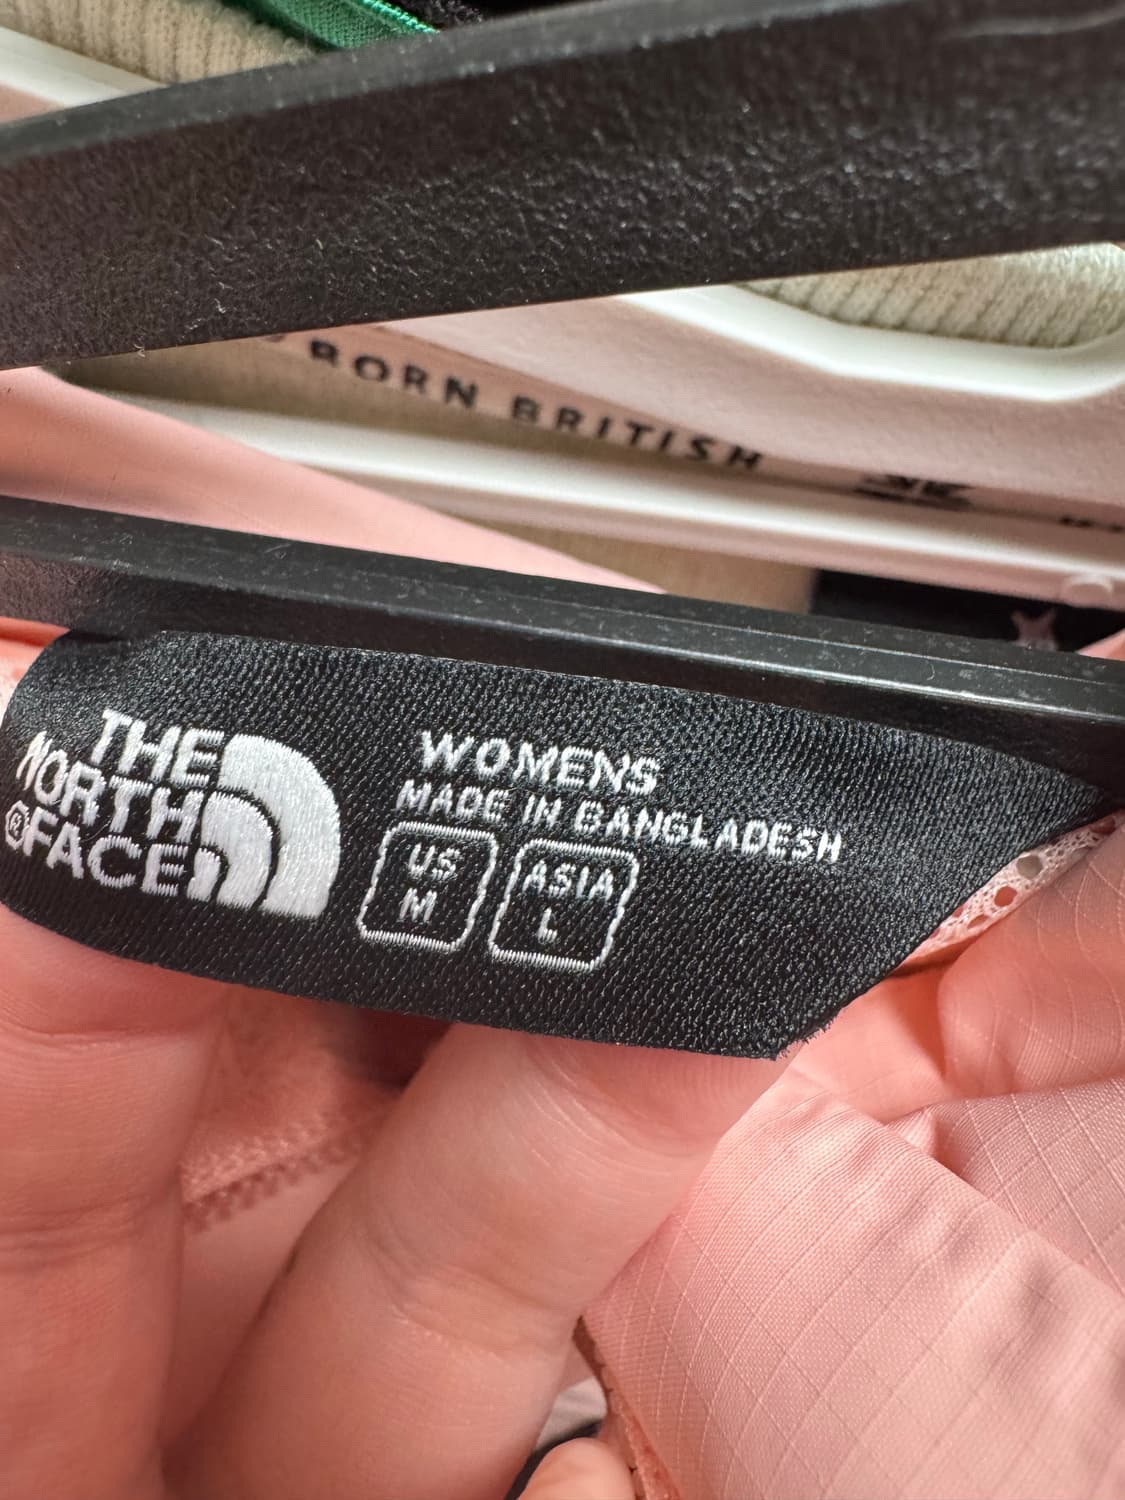 BORN BRITISH
THE
NORTH
®FACE
WOMENS
MADE IN BANGLADESH
US
M
ASIA
L